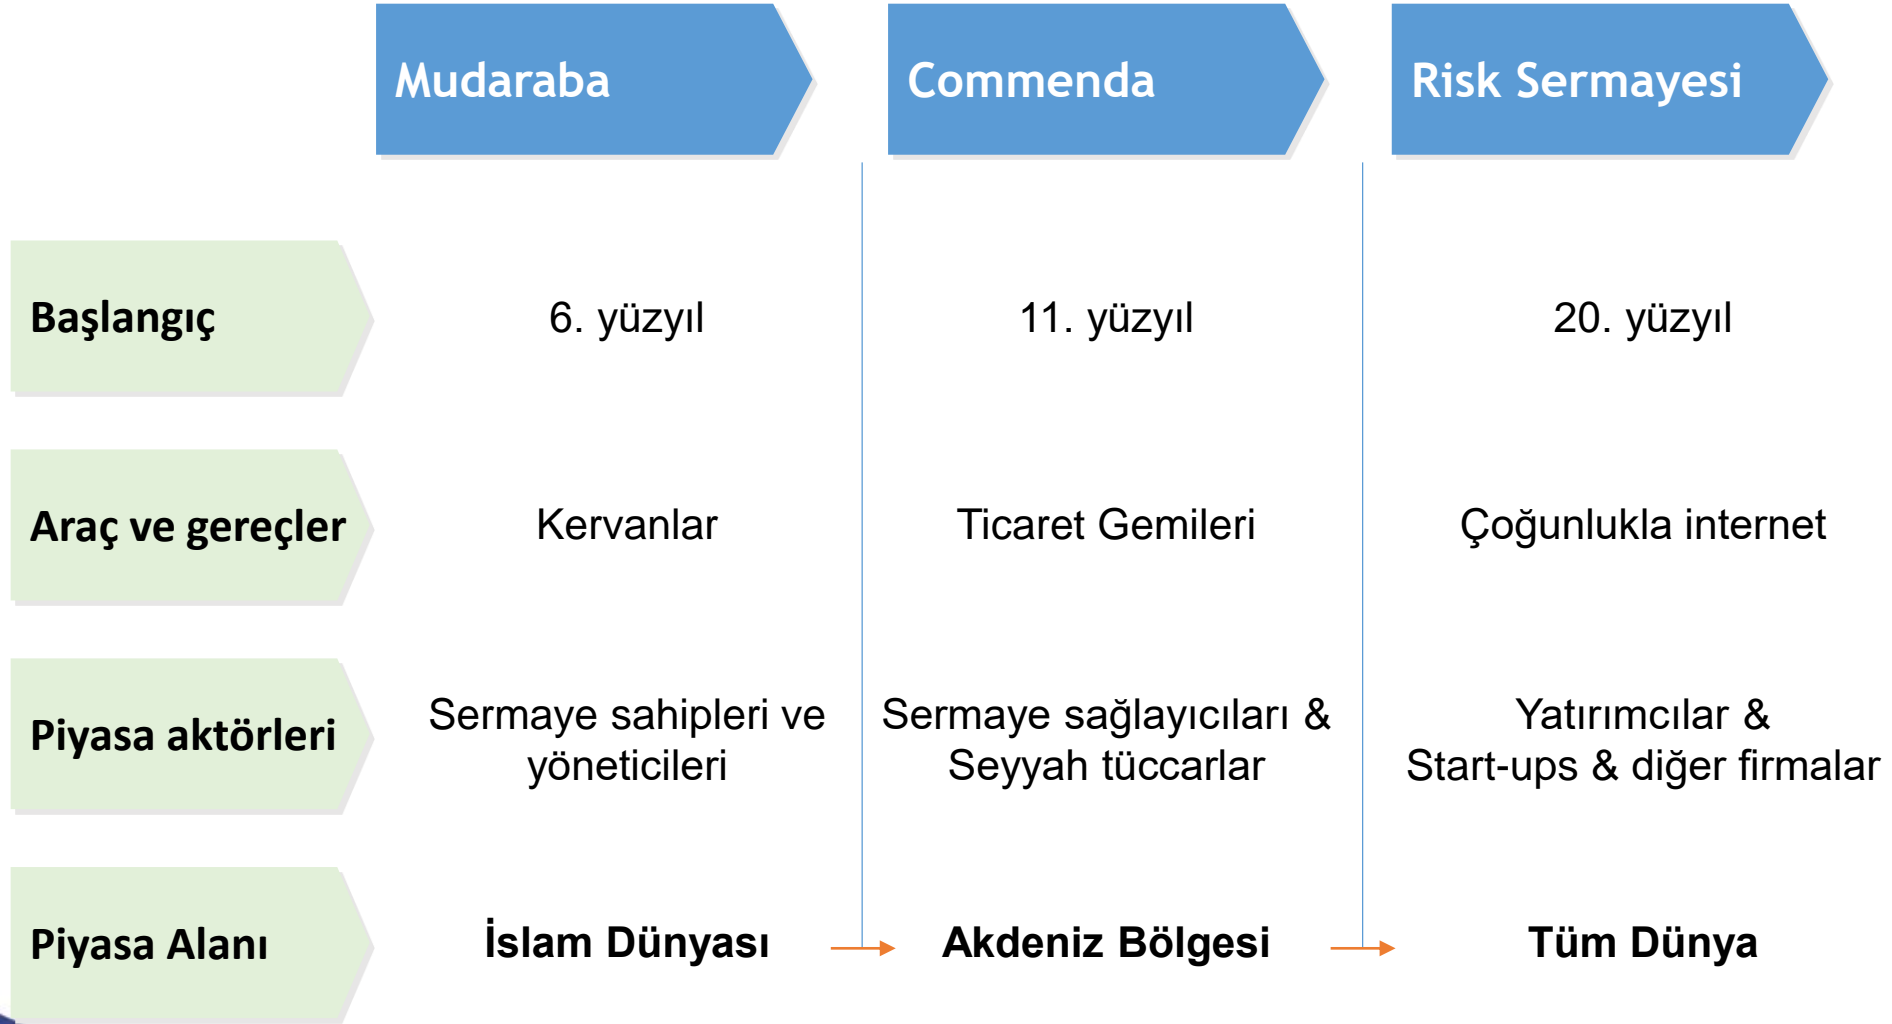 Mudaraba
Commenda
Risk Sermayesi
Başlangıç
6. yüzyıl
11. yüzyıl
20. yüzyıl
Araç ve gereçler
Kervanlar
Ticaret Gemileri
Çoğunlukla internet
Piyasa aktörleri
Sermaye sahipleri ve
yöneticileri
Sermaye sağlayıcıları &
Seyyah tüccarlar
Yatırımcılar &
Start-ups & diğer firmalar
Piyasa Alanı
İslam Dünyası
Akdeniz Bölgesi
Tüm Dünya